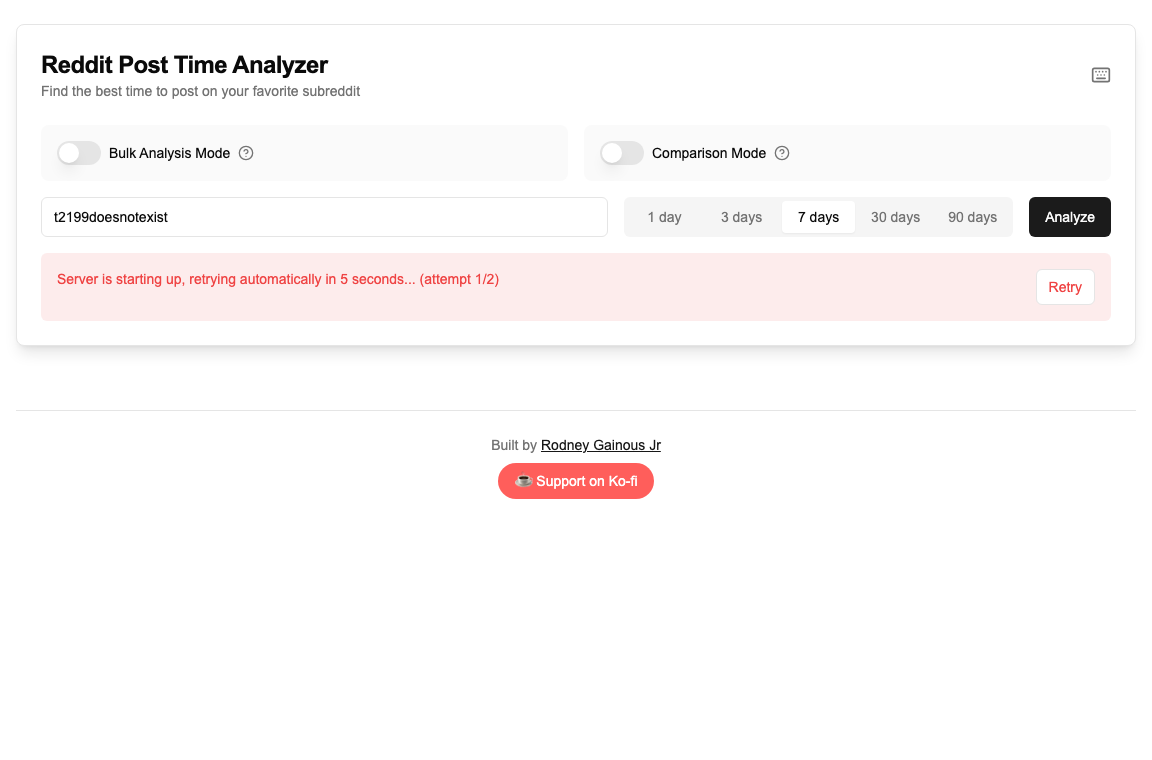 Reddit Post Time Analyzer
Find the best time to post on your favorite subreddit
Bulk Analysis Mode
Comparison Mode
t2199doesnotexist
1 day
3 days
7 days
30 days
90 days
Analyze
Server is starting up, retrying automatically in 5 seconds... (attempt 1/2)
Retry
Built by Rodney Gainous Jr
☕ Support on Ko-fi